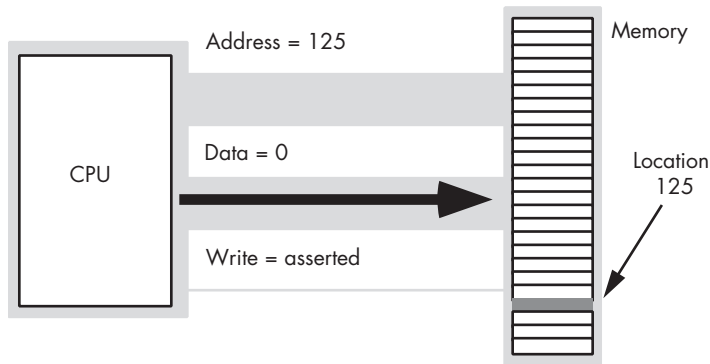 Address = 125
Memory
Data = 0
CPU
Location
125
Write = asserted